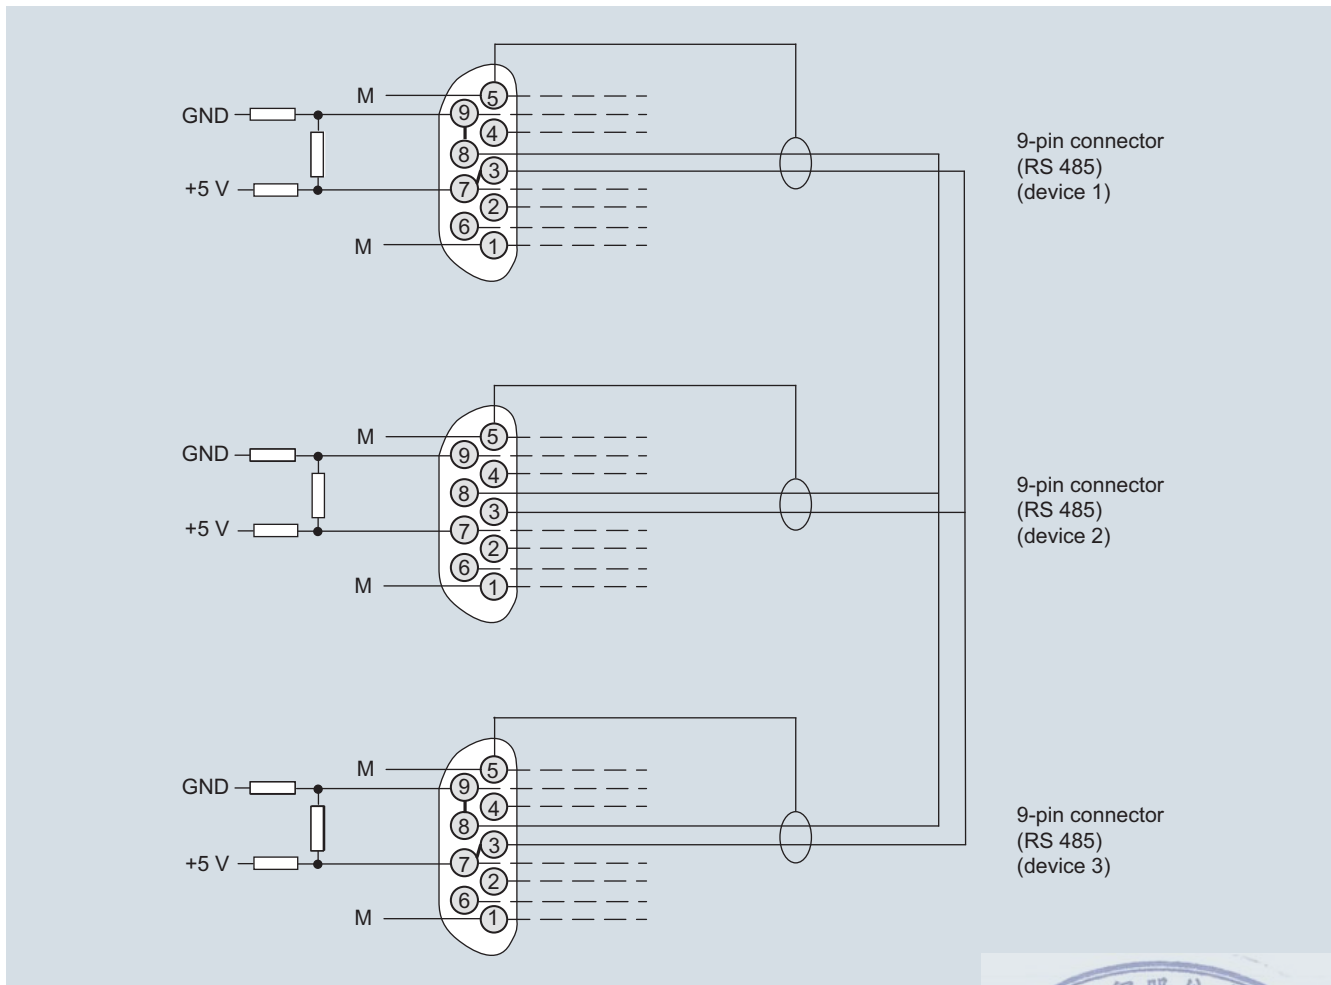 M
5
GND
9
4
8
3
+5 V
7
2
6
M
1
9-pin connector
(RS 485)
(device 1)
M
5
GND
9
4
8
3
+5 V
7
2
6
M
1
9-pin connector
(RS 485)
(device 2)
M
5
GND
9
4
8
3
+5 V
7
2
6
M
1
9-pin connector
(RS 485)
(device 3)